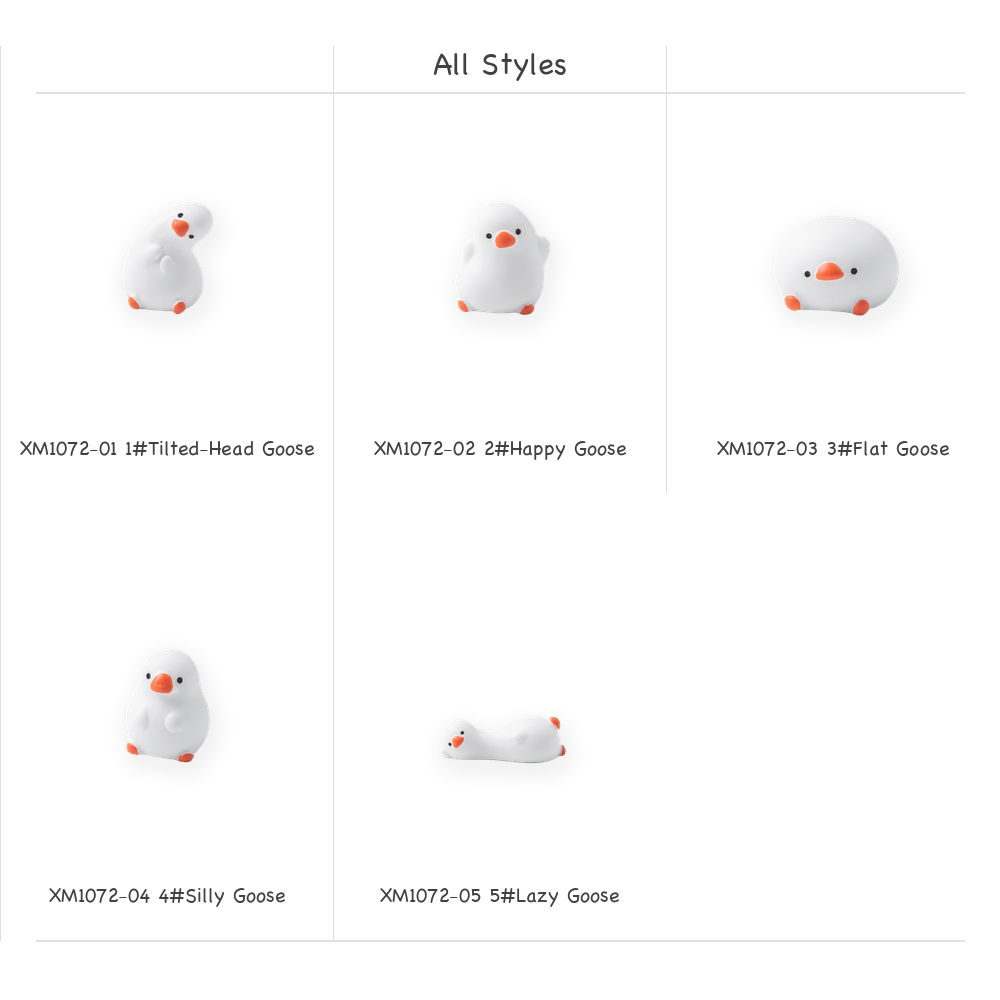 All Styles
XM1072-01 1#Tilted-Head Goose
XM1072-02 2#Happy Goose
XM1072-03 3#Flat Goose
XM1072-04 4#Silly Goose
XM1072-05 5#Lazy Goose